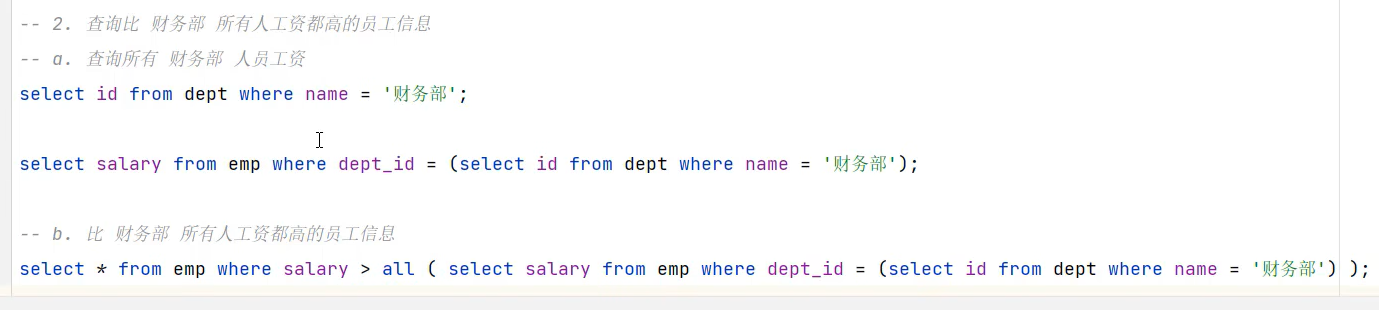 -- 2. 查询比 财务部 所有人工资都高的员工信息
-- a. 查询所有 财务部 人员工资
select id from dept where name = '财务部';
select salary from emp where dept_id = (select id from dept where name = '财务部');
-- b. 比 财务部 所有人工资都高的员工信息
select * from emp where salary > all ( select salary from emp where dept_id = (select id from dept where name = '财务部') );